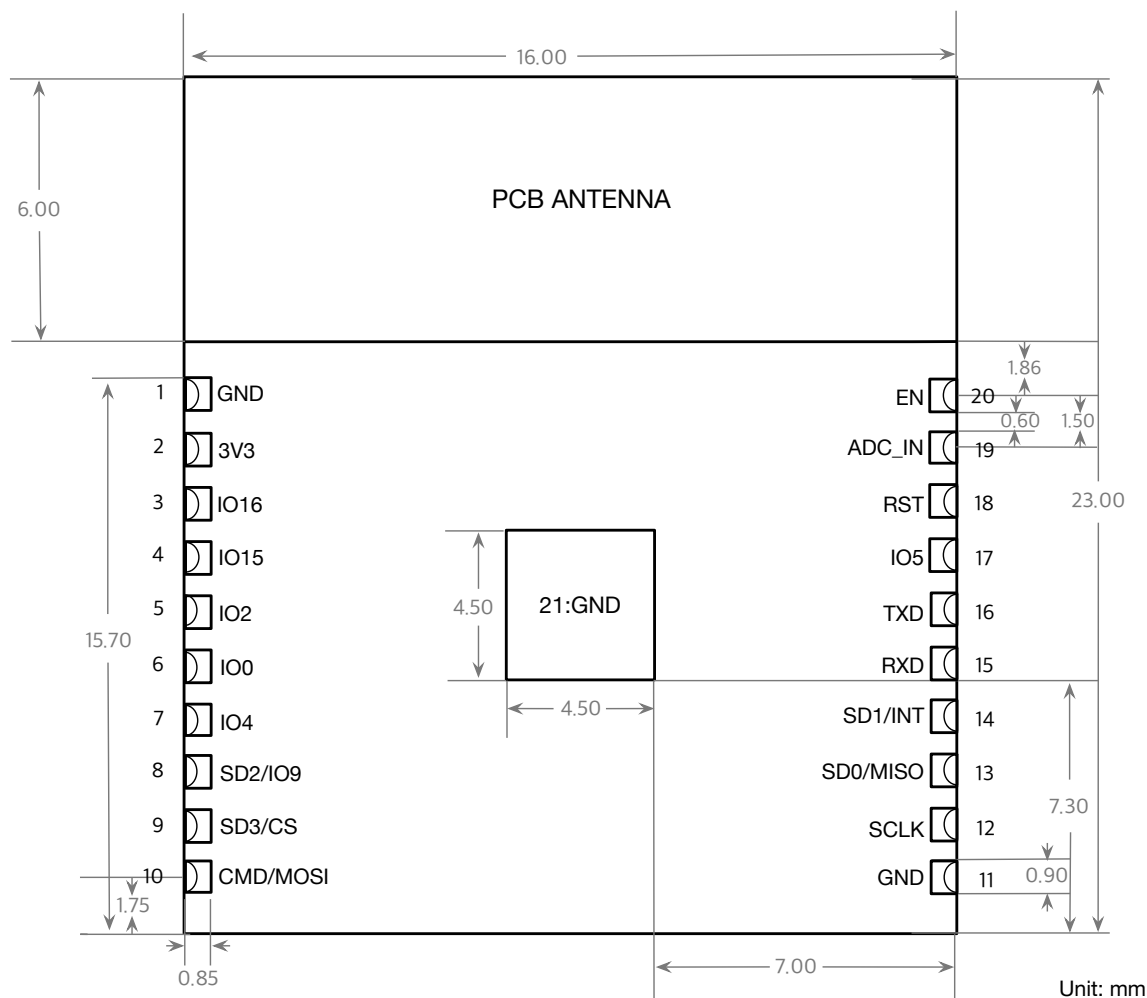 16.00
6.00
PCB ANTENNA
1.86
1 GND
EN 20
0.60 1.50
2 3V3
ADC_IN 19
3 IO16
RST 18
23.00
4 IO15
IO5 17
4.50
21:GND
5 IO2
TXD 16
15.70
6 IO0
RXD 15
4.50
7 IO4
SD1/INT 14
8 SD2/IO9
SD0/MISO 13
7.30
9 SD3/CS
SCLK 12
10 CMD/MOSI
GND 11
0.90
1.75
0.85
7.00
Unit: mm